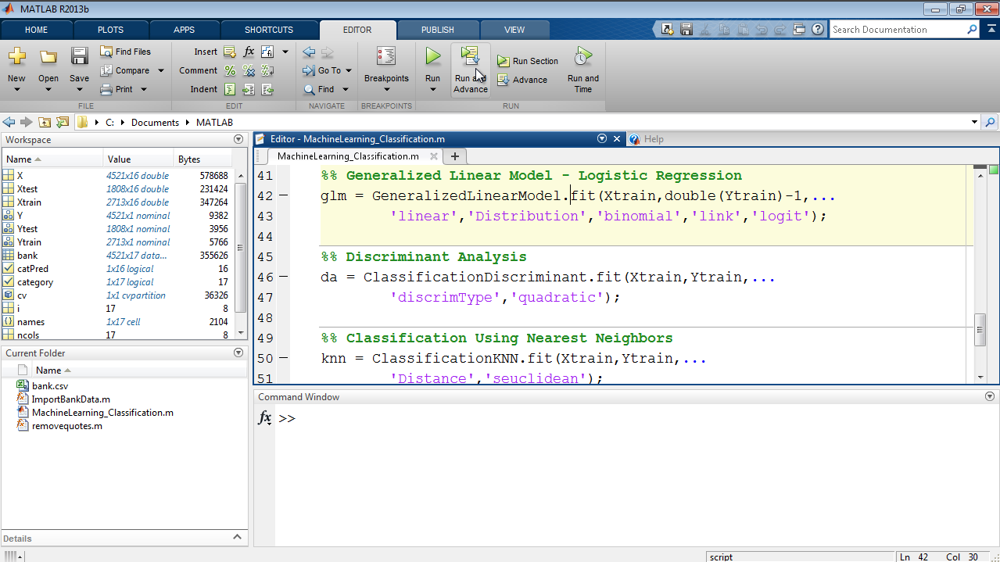 MATLAB R2013b
HOME PLOTS APPS SHORTCUTS EDITOR PUBLISH VIEW Search Documentation
New Open Save Find Files Compare Print
FILE
Insert fx
Comment
Indent
EDIT
Go To
Find
NAVIGATE
Breakpoints
BREAKPOINTS
Run Run and Advance Run Section Advance Run and Time
RUN
C: Documents MATLAB
Workspace
Name Value Bytes
X 4521x16 double 578688
Xtest 1808x16 double 231424
Xtrain 2713x16 double 347264
Y 4521x1 nominal 9382
Ytest 1808x1 nominal 3956
Ytrain 2713x1 nominal 5766
bank 4521x17 data... 355626
catPred 1x16 logical 16
category 1x17 logical 17
cv 1x1 cvpartition 36326
i 17 8
names 1x17 cell 2104
ncols 17 8
Current Folder
Name
bank.csv
ImportBankData.m
MachineLearning_Classification.m
removequotes.m
Details
Editor - MachineLearning_Classification.m Help
MachineLearning_Classification.m
41 %% Generalized Linear Model - Logistic Regression
42 – glm = GeneralizedLinearModel.fit(Xtrain,double(Ytrain)-1,...
43 'linear','Distribution','binomial','link','logit');
44
45 %% Discriminant Analysis
46 – da = ClassificationDiscriminant.fit(Xtrain,Ytrain,...
47 'discrimType','quadratic');
48
49 %% Classification Using Nearest Neighbors
50 – knn = ClassificationKNN.fit(Xtrain,Ytrain,...
51 'Distance','seuclidean');
Command Window
fx >>
script Ln 42 Col 30